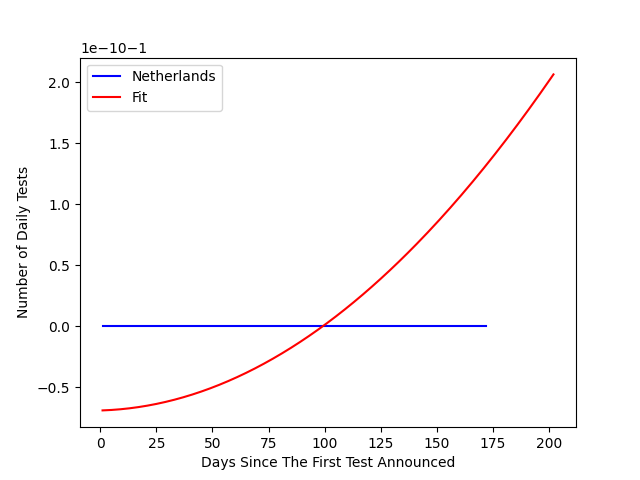 1e−10−1
Netherlands
Fit
2.0
1.5
1.0
0.5
0.0
−0.5
Number of Daily Tests
0 25 50 75 100 125 150 175 200
Days Since The First Test Announced